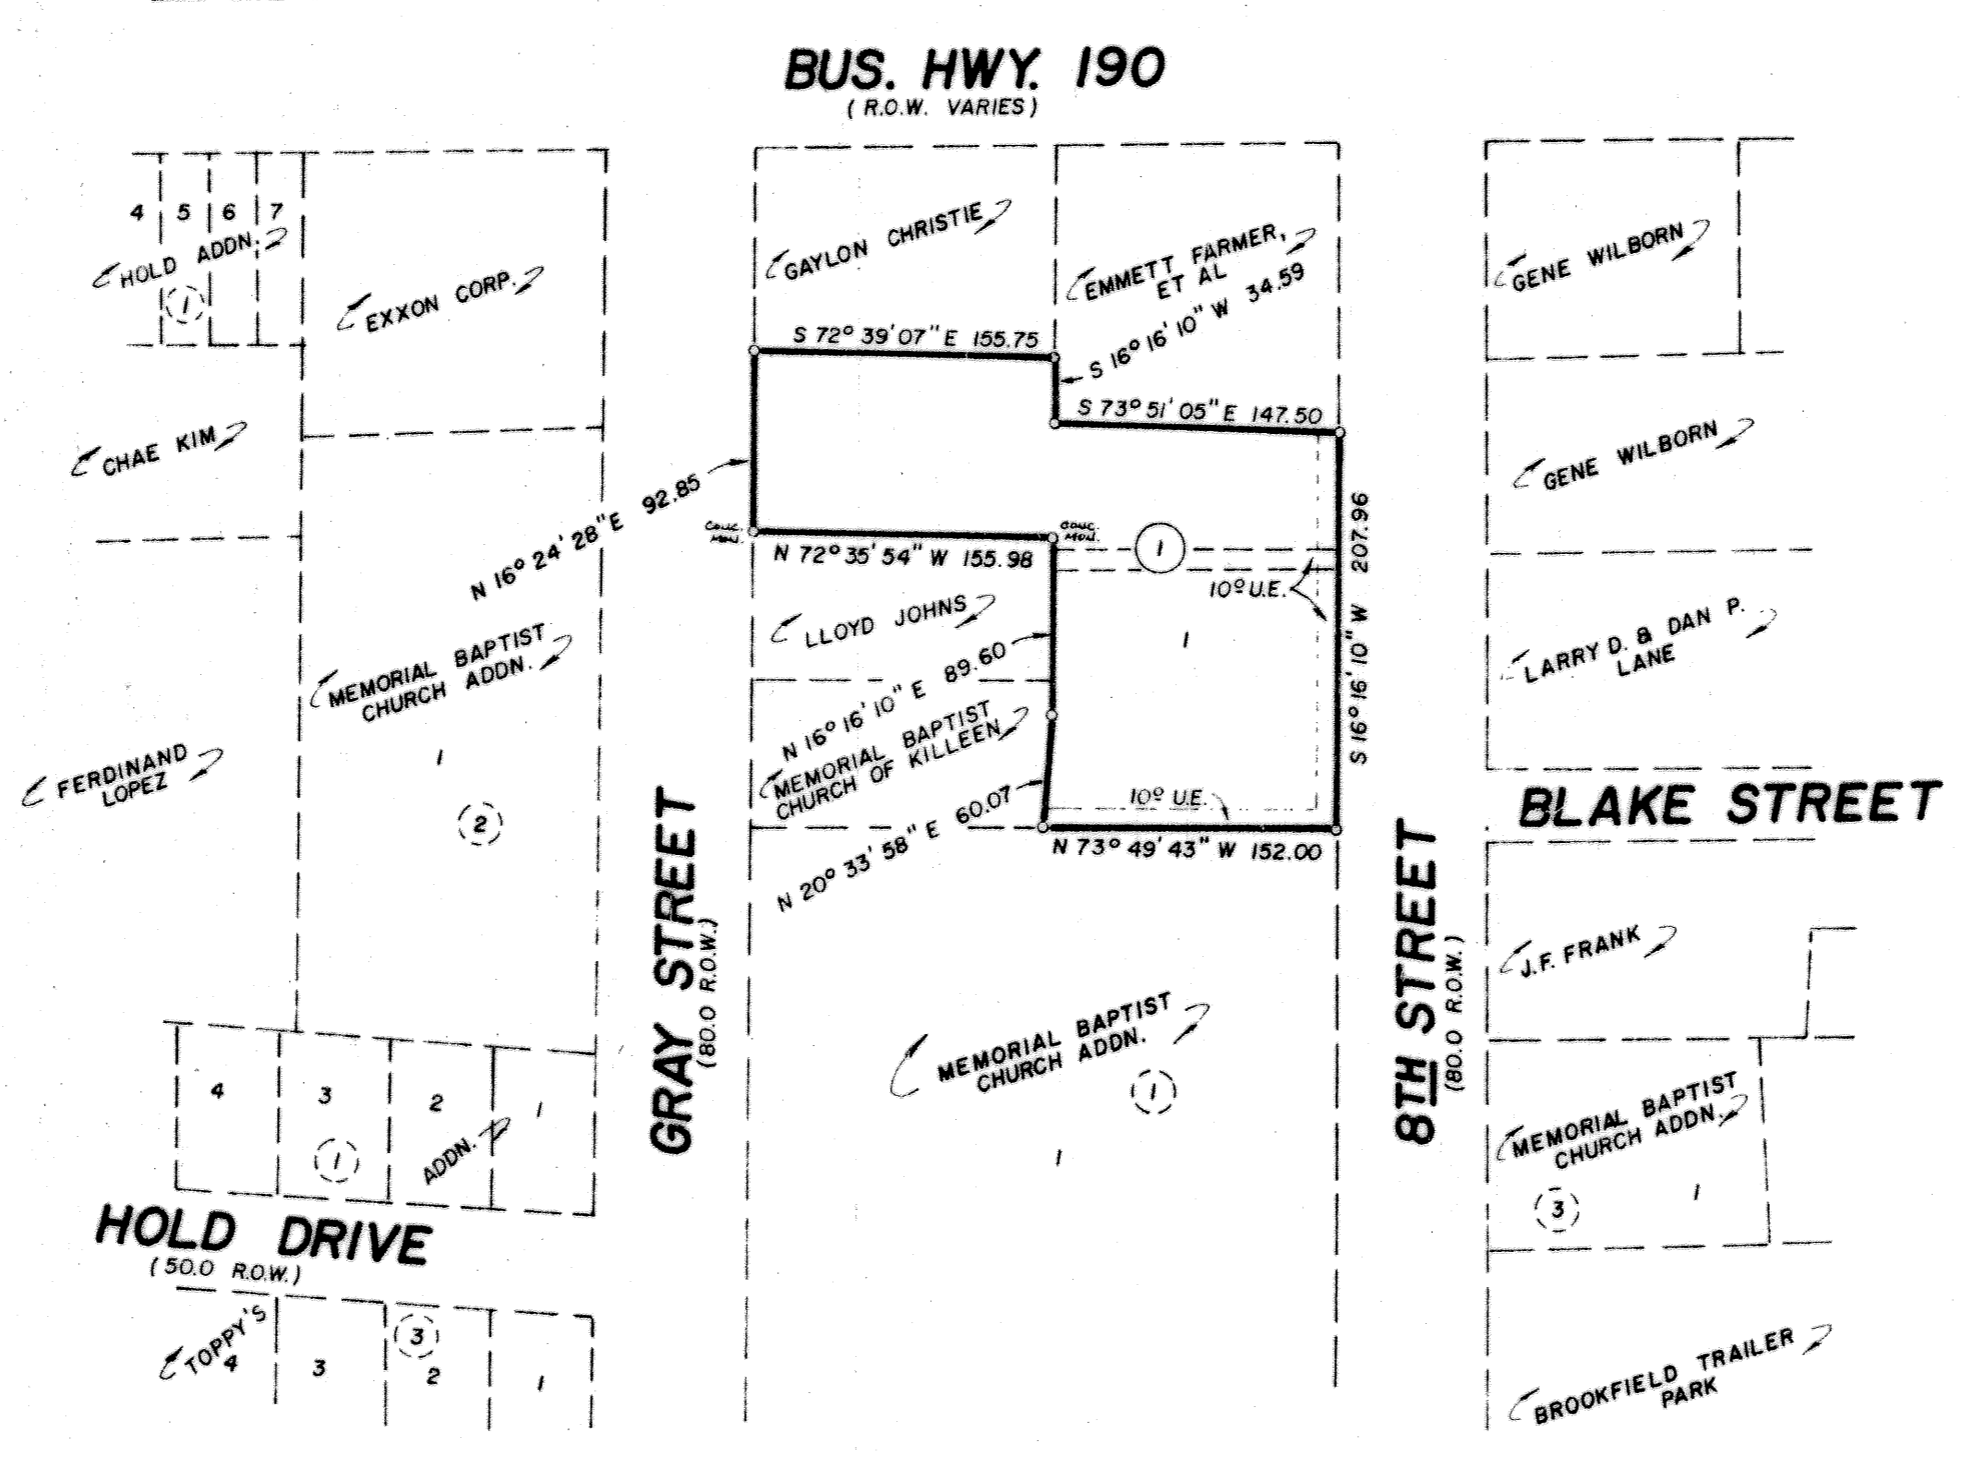 BUS. HWY. 190
( R.O.W. VARIES)
4 5 6 7
HOLD ADDN.
1
EXXON CORP.
GAYLON CHRISTIE
EMMETT FARMER,
ET AL
GENE WILBORN
S 72° 39' 07" E 155.75
S 16° 16' 10" W 34.59
S 73° 51' 05" E 147.50
CHAE KIM
GENE WILBORN
N 16° 24' 28" E 92.85
CONC.
MON.
CONC.
MON.
N 72° 35' 54" W 155.98
1
10° U.E.
S 16° 16' 10" W 207.96
LLOYD JOHNS
1
N 16° 16' 10" E 89.60
LARRY D. & DAN P.
LANE
MEMORIAL BAPTIST
CHURCH ADDN.
1
2
FERDINAND
LOPEZ
MEMORIAL BAPTIST
CHURCH OF KILLEEN
10° U.E.
N 20° 33' 58" E 60.07
N 73° 49' 43" W 152.00
BLAKE STREET
GRAY STREET
(80.0 R.O.W.)
8TH STREET
(80.0 R.O.W.)
J.F. FRANK
MEMORIAL BAPTIST
CHURCH ADDN.
1
1
4 3 2 1
1
ADDN.
MEMORIAL BAPTIST
CHURCH ADDN.
3 1
HOLD DRIVE
(50.0 R.O.W.)
TOPPY'S
3
4 3 2 1
BROOKFIELD TRAILER
PARK